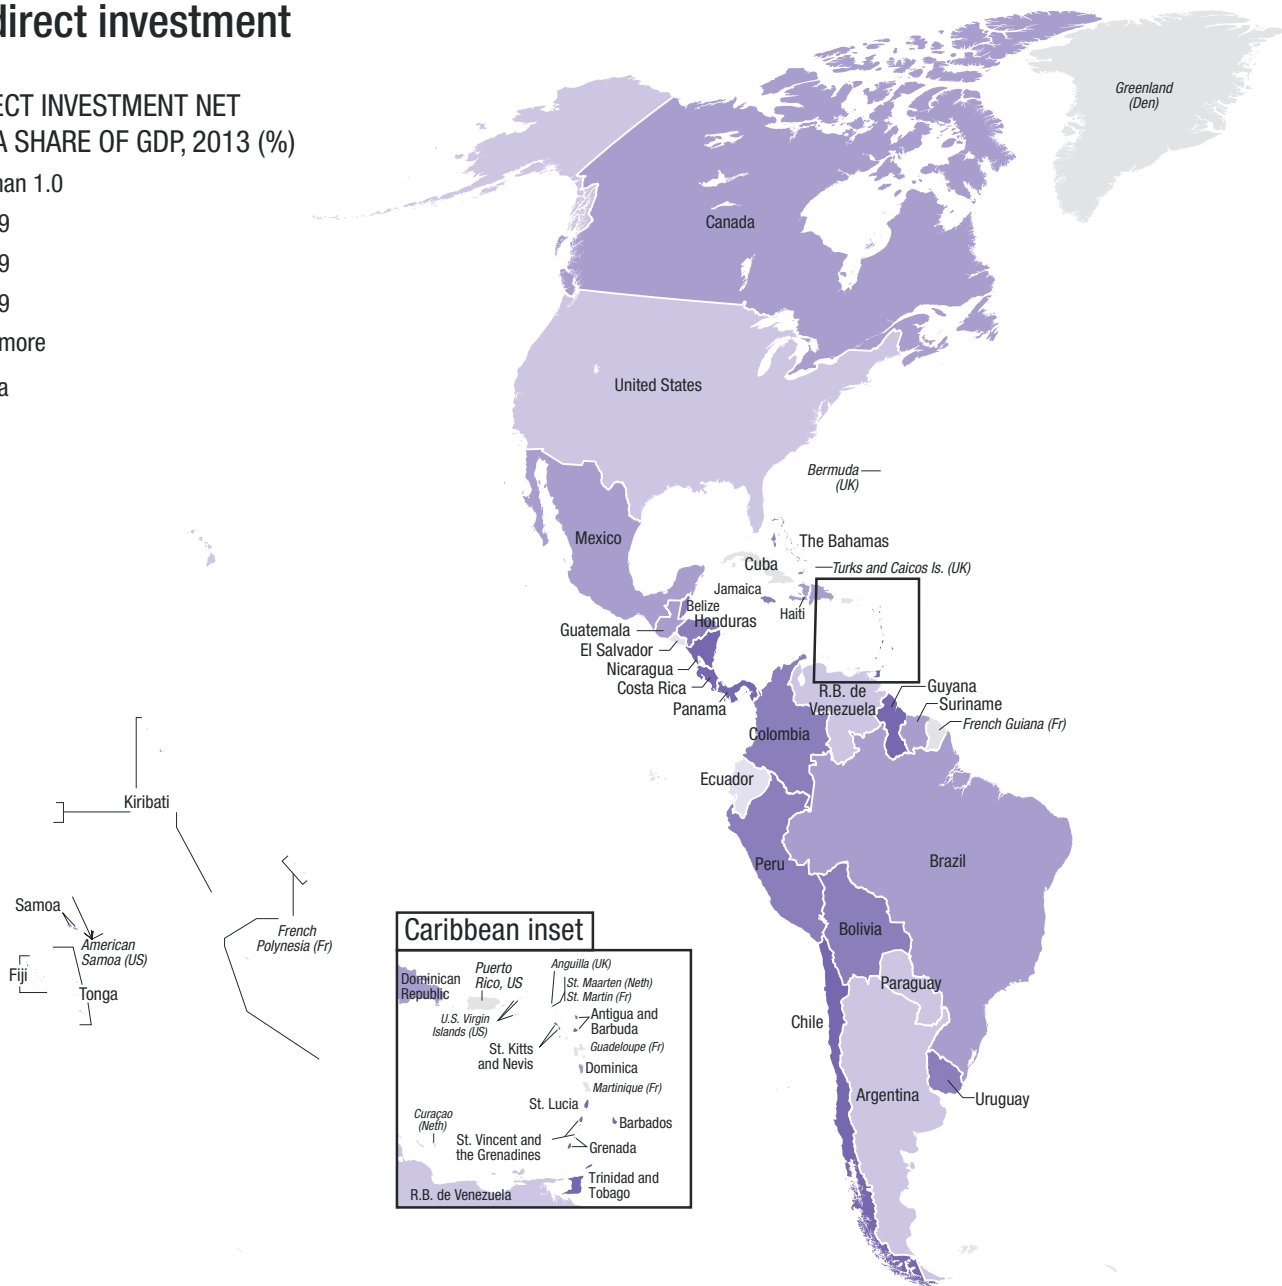 direct investment
ECT INVESTMENT NET
A SHARE OF GDP, 2013 (%)
han 1.0
9
9
9
more
a
Greenland
(Den)
Canada
United States
Bermuda
(UK)
Mexico
The Bahamas
Cuba
Turks and Caicos Is. (UK)
Jamaica
Belize
Haiti
Honduras
Guatemala
El Salvador
Nicaragua
Costa Rica
Panama
R.B. de
Venezuela
Guyana
Suriname
French Guiana (Fr)
Colombia
Ecuador
Kiribati
Peru
Brazil
Samoa
American
Samoa (US)
French
Polynesia (Fr)
Fiji
Tonga
Bolivia
Paraguay
Chile
Argentina
Uruguay
Caribbean inset
Dominican
Republic
Puerto
Rico, US
Anguilla (UK)
St. Maarten (Neth)
St. Martin (Fr)
U.S. Virgin
Islands (US)
Antigua and
Barbuda
St. Kitts
and Nevis
Guadeloupe (Fr)
Dominica
Martinique (Fr)
St. Lucia
Barbados
Curaçao
(Neth)
St. Vincent and
the Grenadines
Grenada
Trinidad and
Tobago
R.B. de Venezuela